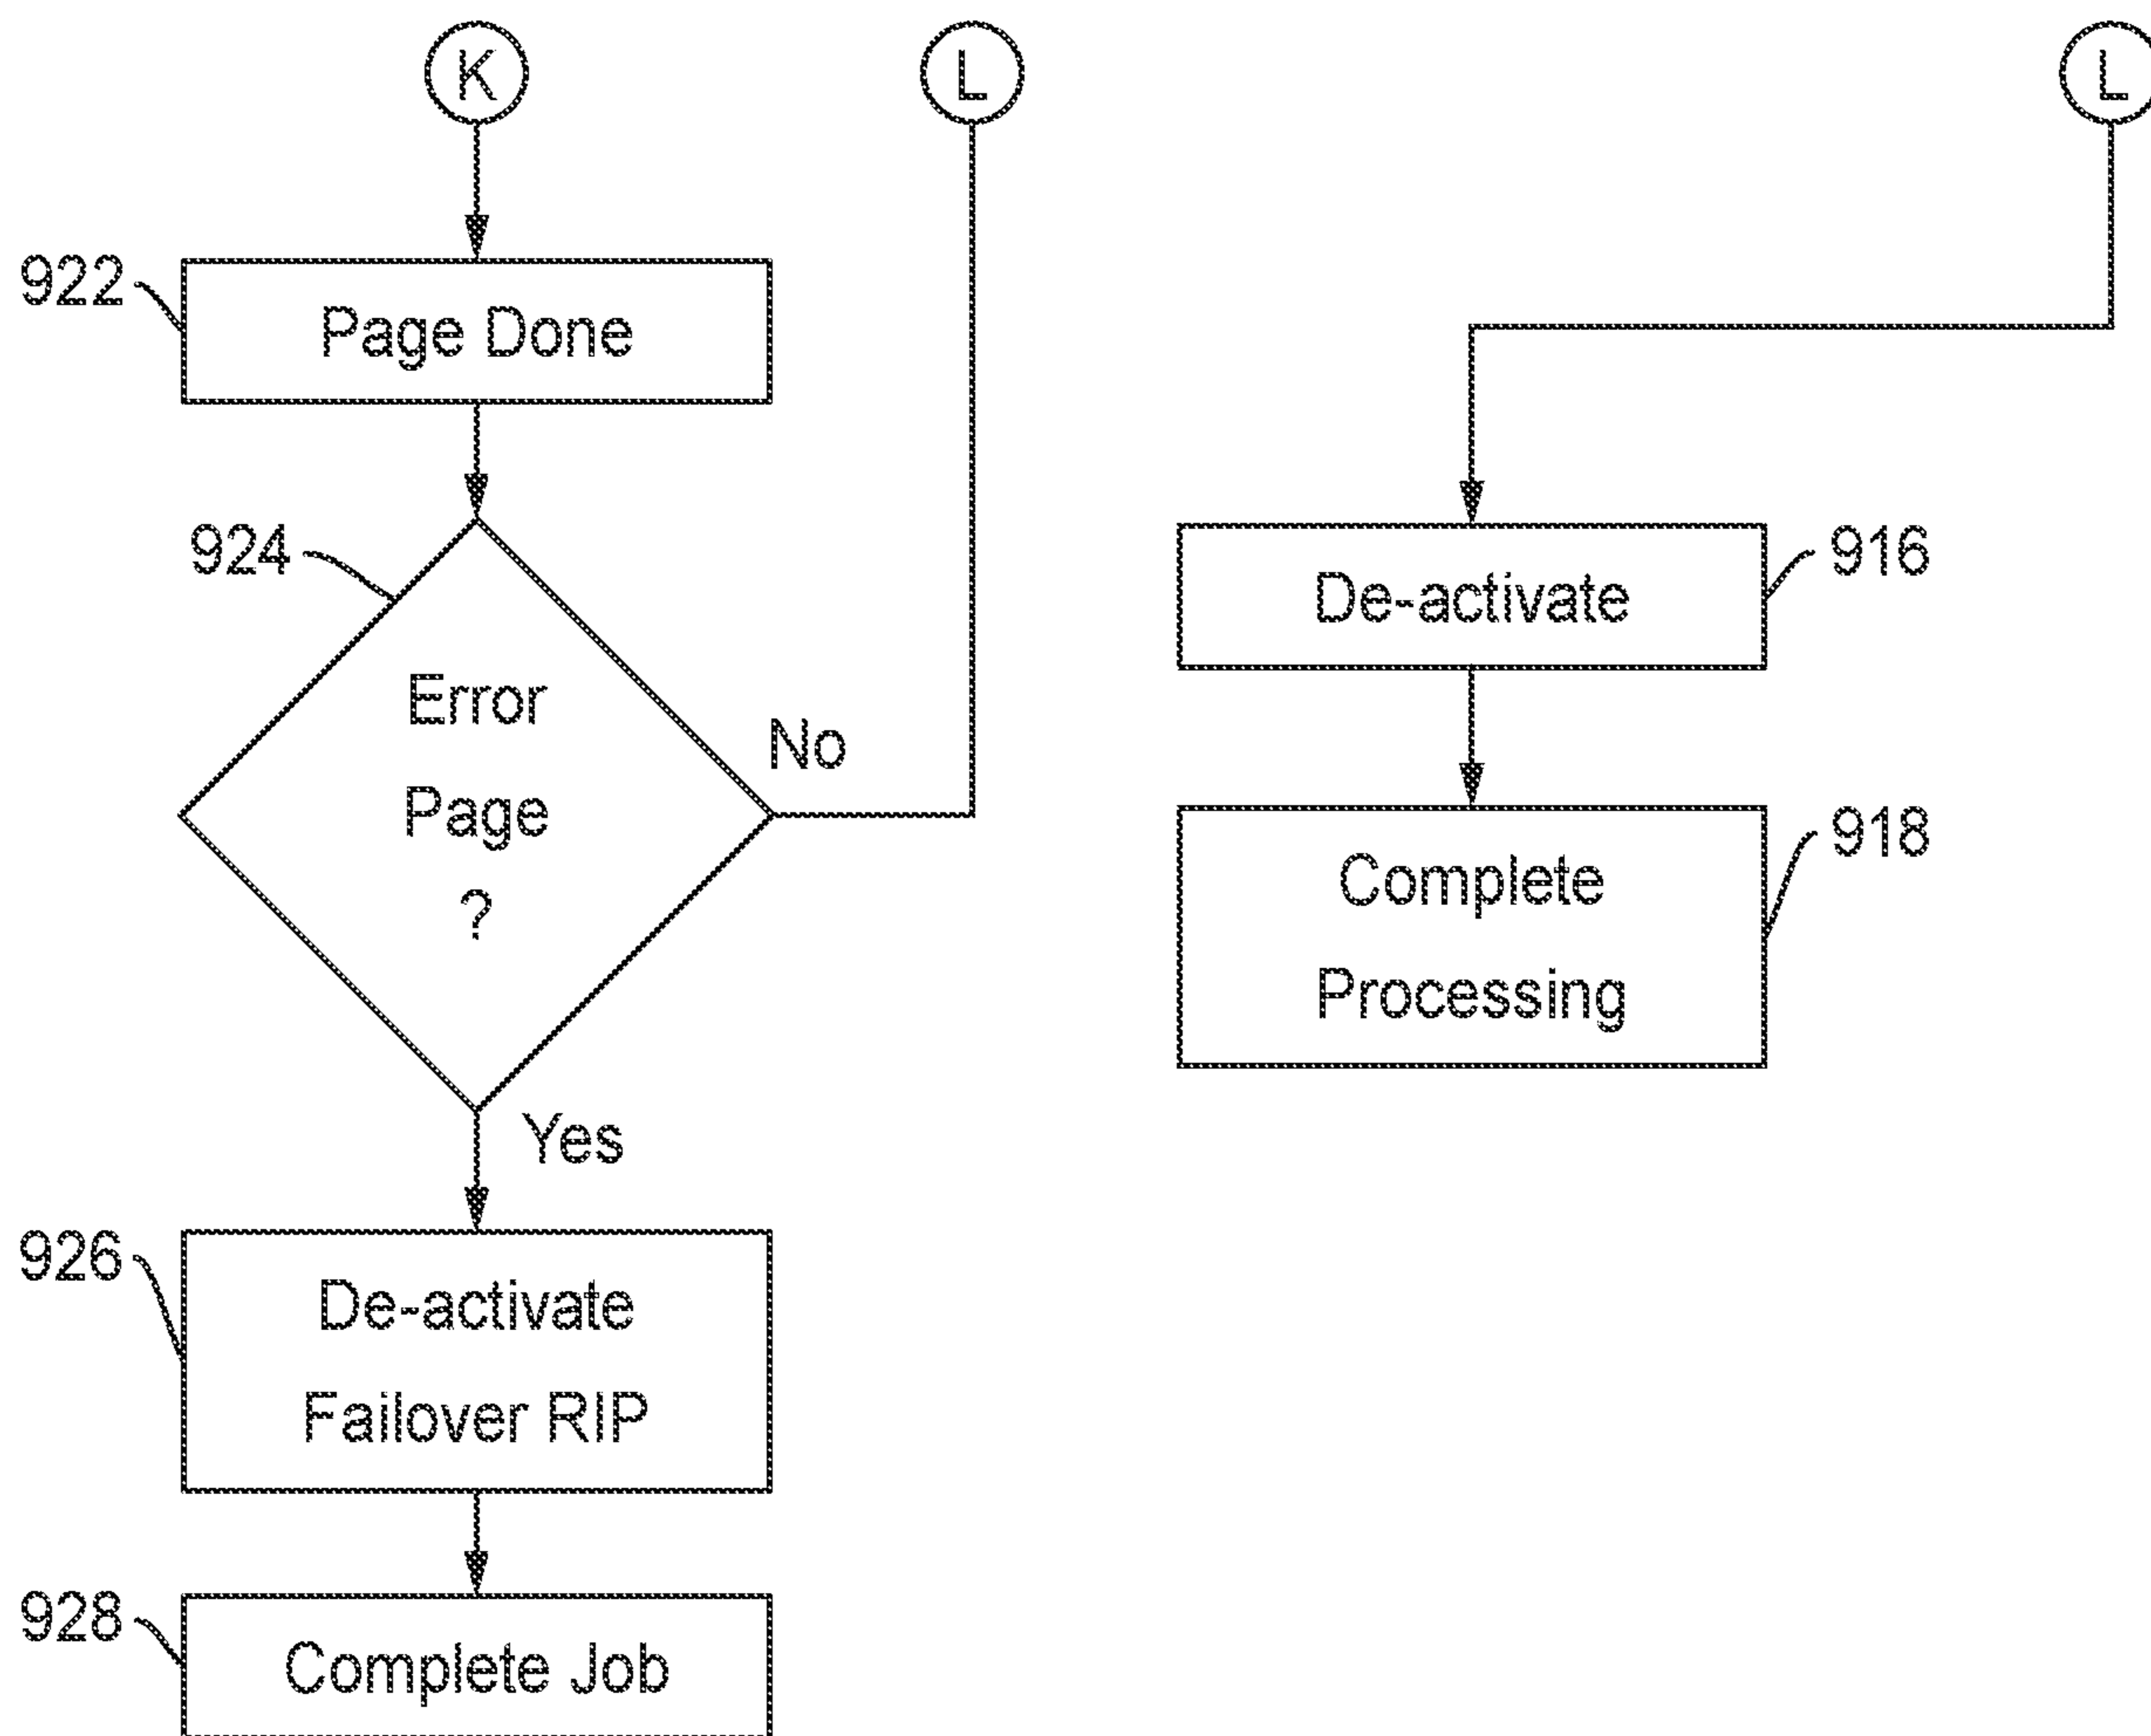 K
L
L
922
Page Done
924
Error
Page
?
No
Yes
916
De-activate
918
Complete
Processing
926
De-activate
Failover RIP
928
Complete Job